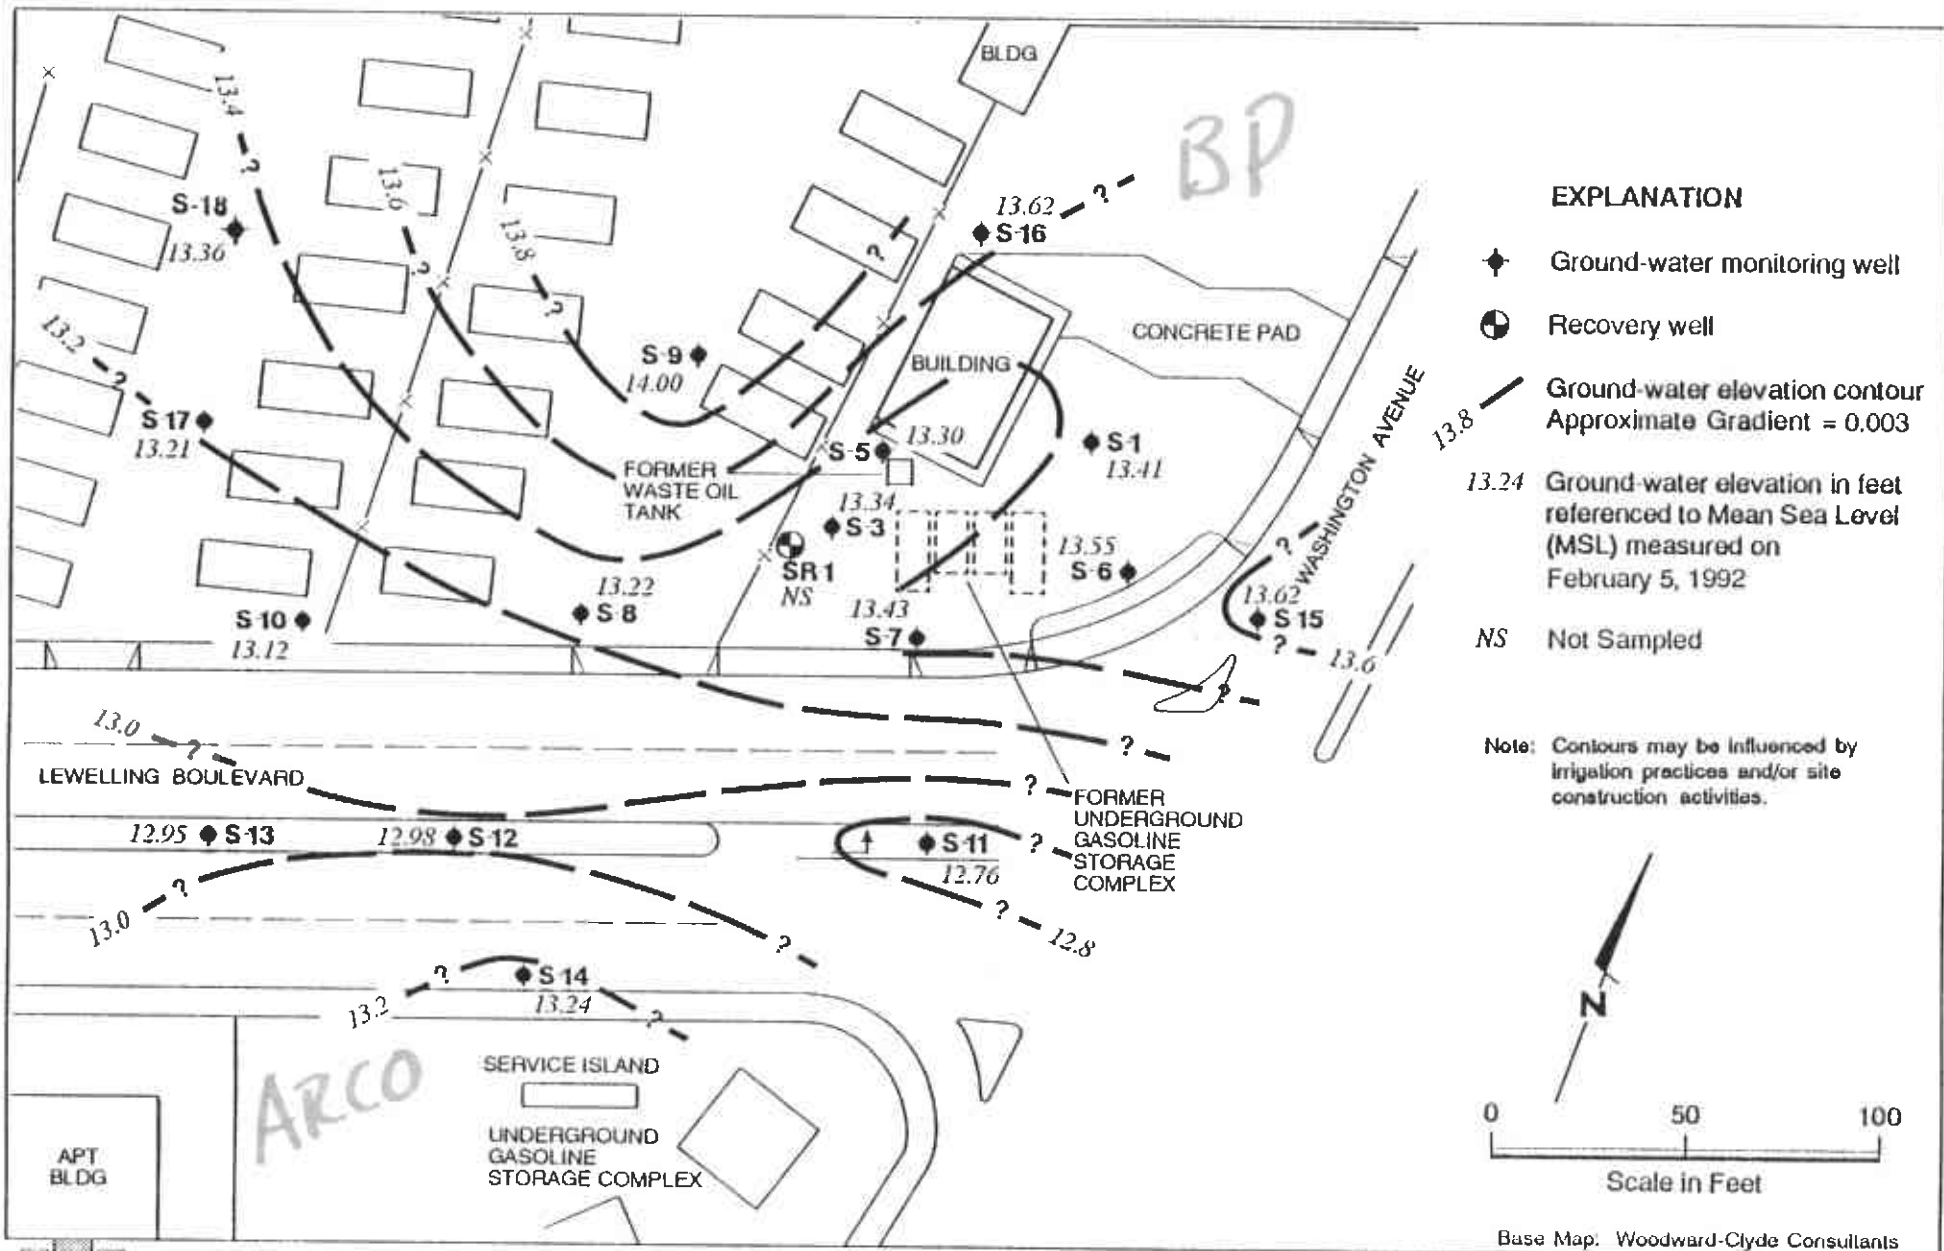 BLDG
BP
13.4
S-18
13.36
13.6
13.8
13.62
S-16
?
?
?
?
?
13.2
?
S-17
13.21
S-9
14.00
BUILDING
CONCRETE PAD
WASHINGTON AVENUE
S-5
13.30
S-1
13.41
FORMER
WASTE OIL
TANK
13.34
S-3
SR1
NS
13.55
S-6
13.22
S-8
13.43
S-7
S-10
13.12
?
13.62
S-15
?
13.6
?
13.0
?
?
LEWELLING BOULEVARD
?
FORMER
UNDERGROUND
GASOLINE
STORAGE
COMPLEX
12.95 S-13
12.98 S-12
S-11
12.76
?
?
12.8
?
13.0
?
?
S-14
13.24
13.2
?
ARCO
SERVICE ISLAND
UNDERGROUND
GASOLINE
STORAGE COMPLEX
APT
BLDG
EXPLANATION
Ground-water monitoring well
Recovery well
13.8 Ground-water elevation contour
Approximate Gradient = 0.003
13.24 Ground-water elevation in feet
referenced to Mean Sea Level
(MSL) measured on
February 5, 1992
NS Not Sampled
Note: Contours may be influenced by
irrigation practices and/or site
construction activities.
N
0 50 100
Scale in Feet
Base Map: Woodward-Clyde Consultants